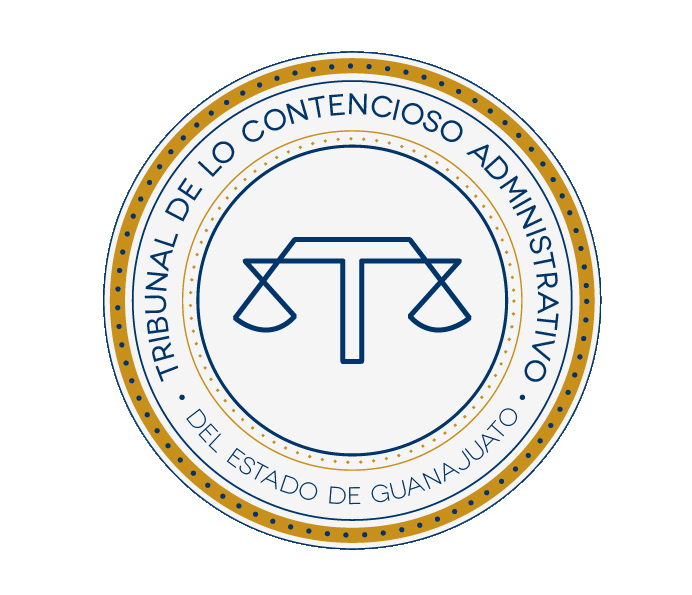 TRIBUNAL DE LO CONTENCIOSO ADMINISTRATIVO
• DEL ESTADO DE GUANAJUATO •